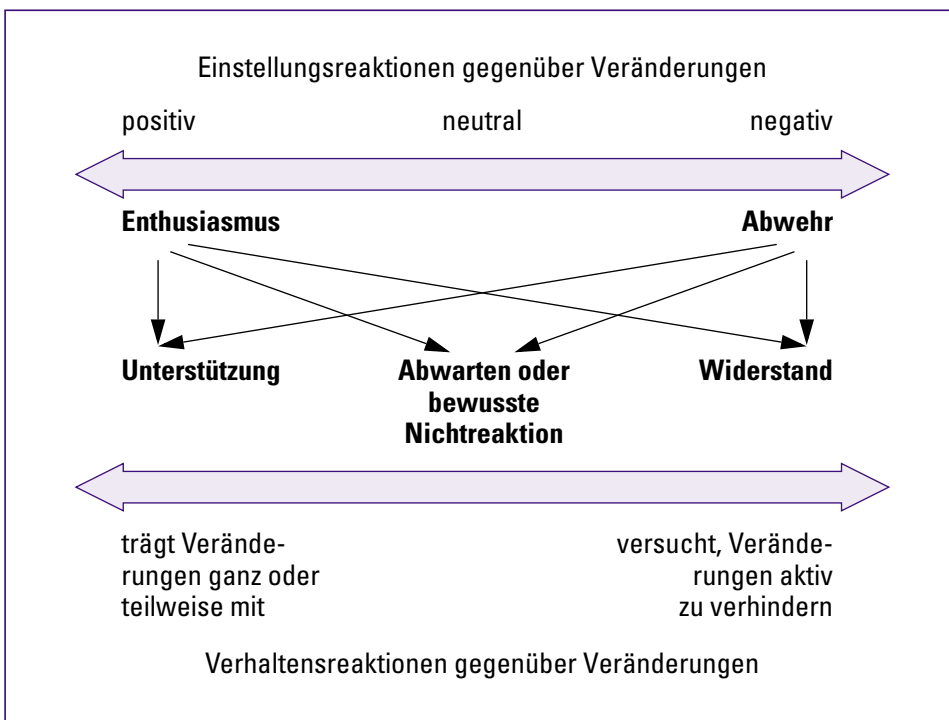 Einstellungsreaktionen gegenüber Veränderungen
positiv neutral negativ
Enthusiasmus Abwehr
Unterstützung Abwarten oder Widerstand
bewusste
Nichtreaktion
trägt Verände- versucht, Verände-
rungen ganz oder rungen aktiv
teilweise mit zu verhindern
Verhaltensreaktionen gegenüber Veränderungen